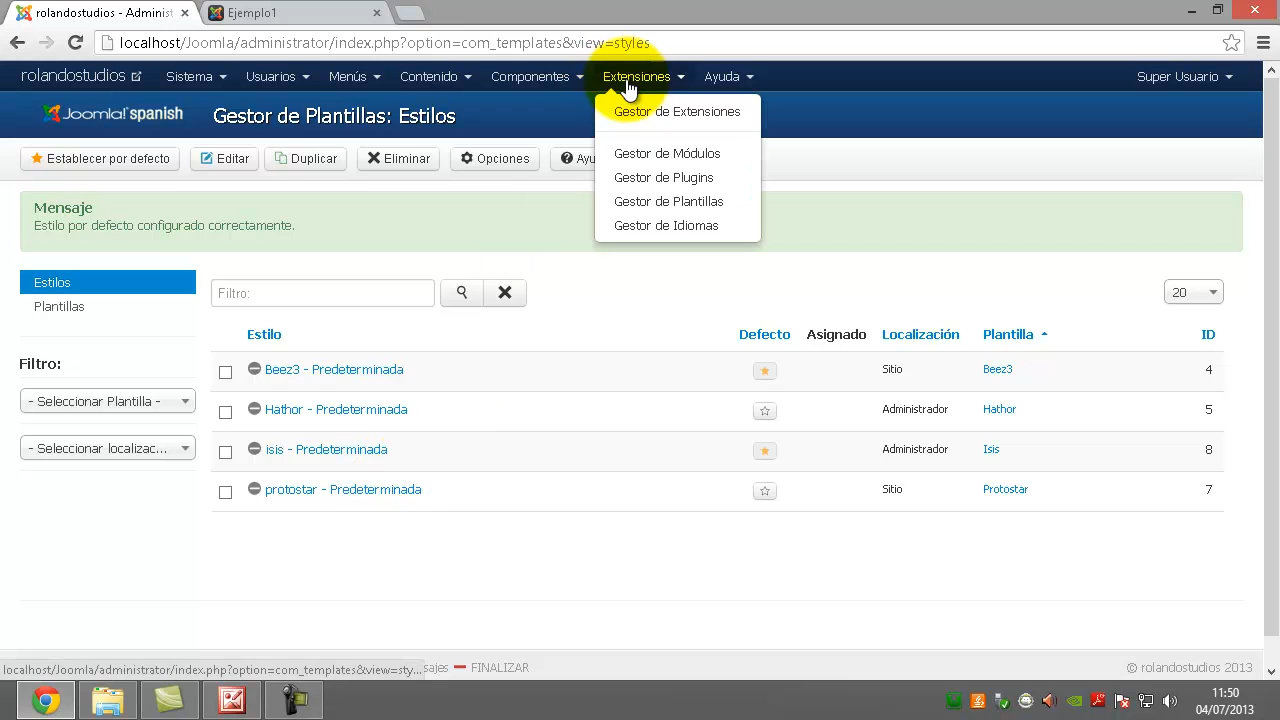 rolandostudios - Administ
Ejemplo1
localhost/Joomla/administrator/index.php?option=com_templates&view=styles
rolandostudios
Sistema
Usuarios
Menús
Contenido
Componentes
Extensiones
Ayuda
Super Usuario
Joomla! spanish
Gestor de Plantillas: Estilos
Gestor de Extensiones
Gestor de Módulos
Gestor de Plugins
Gestor de Plantillas
Gestor de Idiomas
Establecer por defecto
Editar
Duplicar
Eliminar
Opciones
Ayu
Mensaje
Estilo por defecto configurado correctamente.
Estilos
Plantillas
Filtro:
20
Filtro:
- Seleccionar Plantilla -
- Seleccionar localizac...
Estilo Defecto Asignado Localización Plantilla ID
Beez3 - Predeterminada Sitio Beez3 4
Hathor - Predeterminada Administrador Hathor 5
isis - Predeterminada Administrador Isis 8
protostar - Predeterminada Sitio Protostar 7
localhost/Joomla/administrator/index.php?option=com_templates&view=sty...
sajes
FINALIZAR
© rolandostudios 2013
11:50
04/07/2013